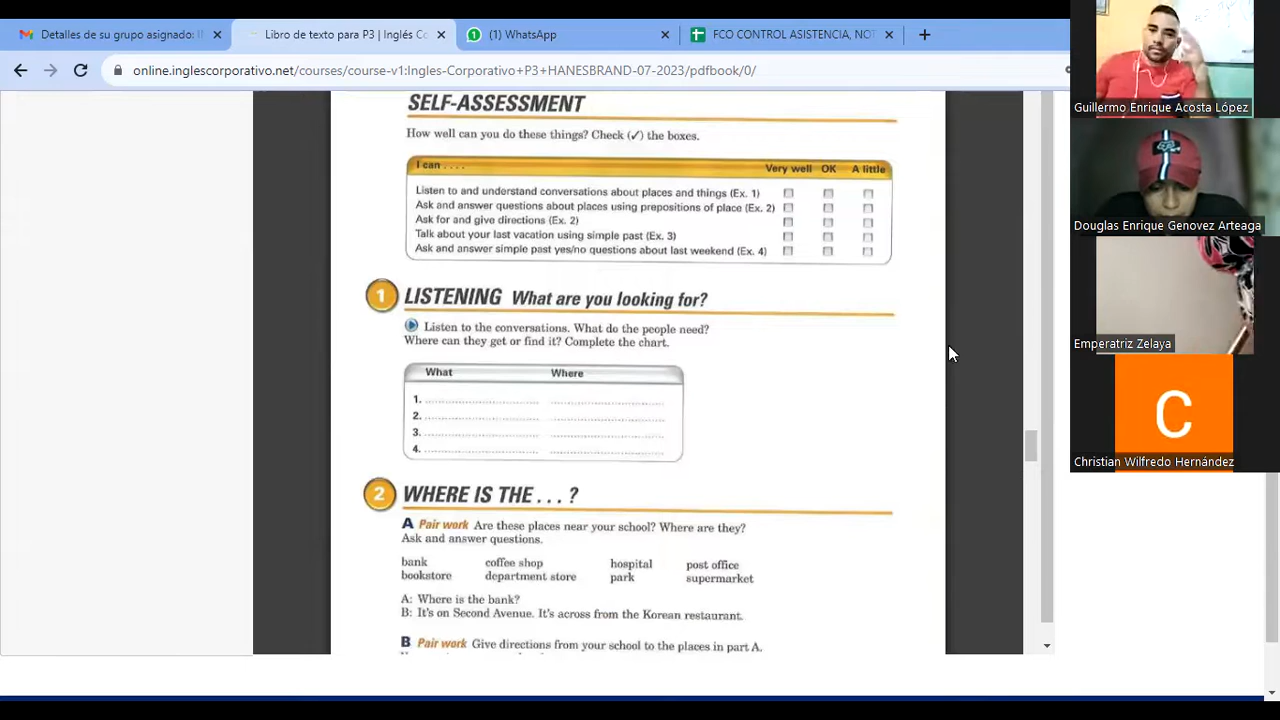 Detalles de su grupo asignado: I
Libro de texto para P3 | Inglés Co
(1) WhatsApp
FCO CONTROL ASISTENCIA, NOT
online.inglescorporativo.net/courses/course-v1:Ingles-Corporativo+P3+HANESBRAND-07-2023/pdfbook/0/
SELF-ASSESSMENT
How well can you do these things? Check (✓) the boxes.
I can . . . . Very well OK A little
Listen to and understand conversations about places and things (Ex. 1)
Ask and answer questions about places using prepositions of place (Ex. 2)
Ask for and give directions (Ex. 2)
Talk about your last vacation using simple past (Ex. 3)
Ask and answer simple past yes/no questions about last weekend (Ex. 4)
1 LISTENING What are you looking for?
Listen to the conversations. What do the people need?
Where can they get or find it? Complete the chart.
What Where
1.
2.
3.
4.
2 WHERE IS THE . . . ?
A Pair work Are these places near your school? Where are they?
Ask and answer questions.
bank coffee shop hospital post office
bookstore department store park supermarket
A: Where is the bank?
B: It's on Second Avenue. It's across from the Korean restaurant.
B Pair work Give directions from your school to the places in part A.
Guillermo Enrique Acosta López
Douglas Enrique Genovez Arteaga
Emperatriz Zelaya
C
Christian Wilfredo Hernández